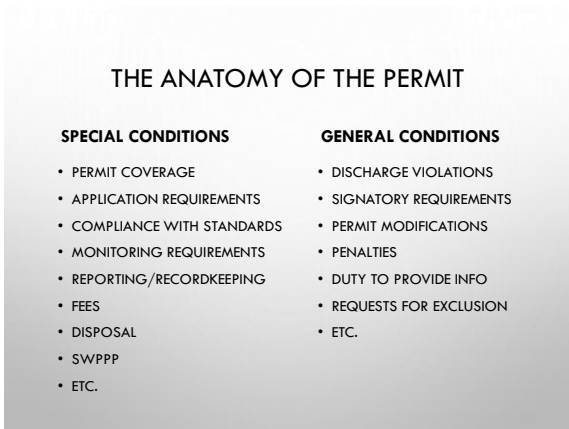 THE ANATOMY OF THE PERMIT
SPECIAL CONDITIONS
• PERMIT COVERAGE
• APPLICATION REQUIREMENTS
• COMPLIANCE WITH STANDARDS
• MONITORING REQUIREMENTS
• REPORTING/RECORDKEEPING
• FEES
• DISPOSAL
• SWPPP
• ETC.
GENERAL CONDITIONS
• DISCHARGE VIOLATIONS
• SIGNATORY REQUIREMENTS
• PERMIT MODIFICATIONS
• PENALTIES
• DUTY TO PROVIDE INFO
• REQUESTS FOR EXCLUSION
• ETC.